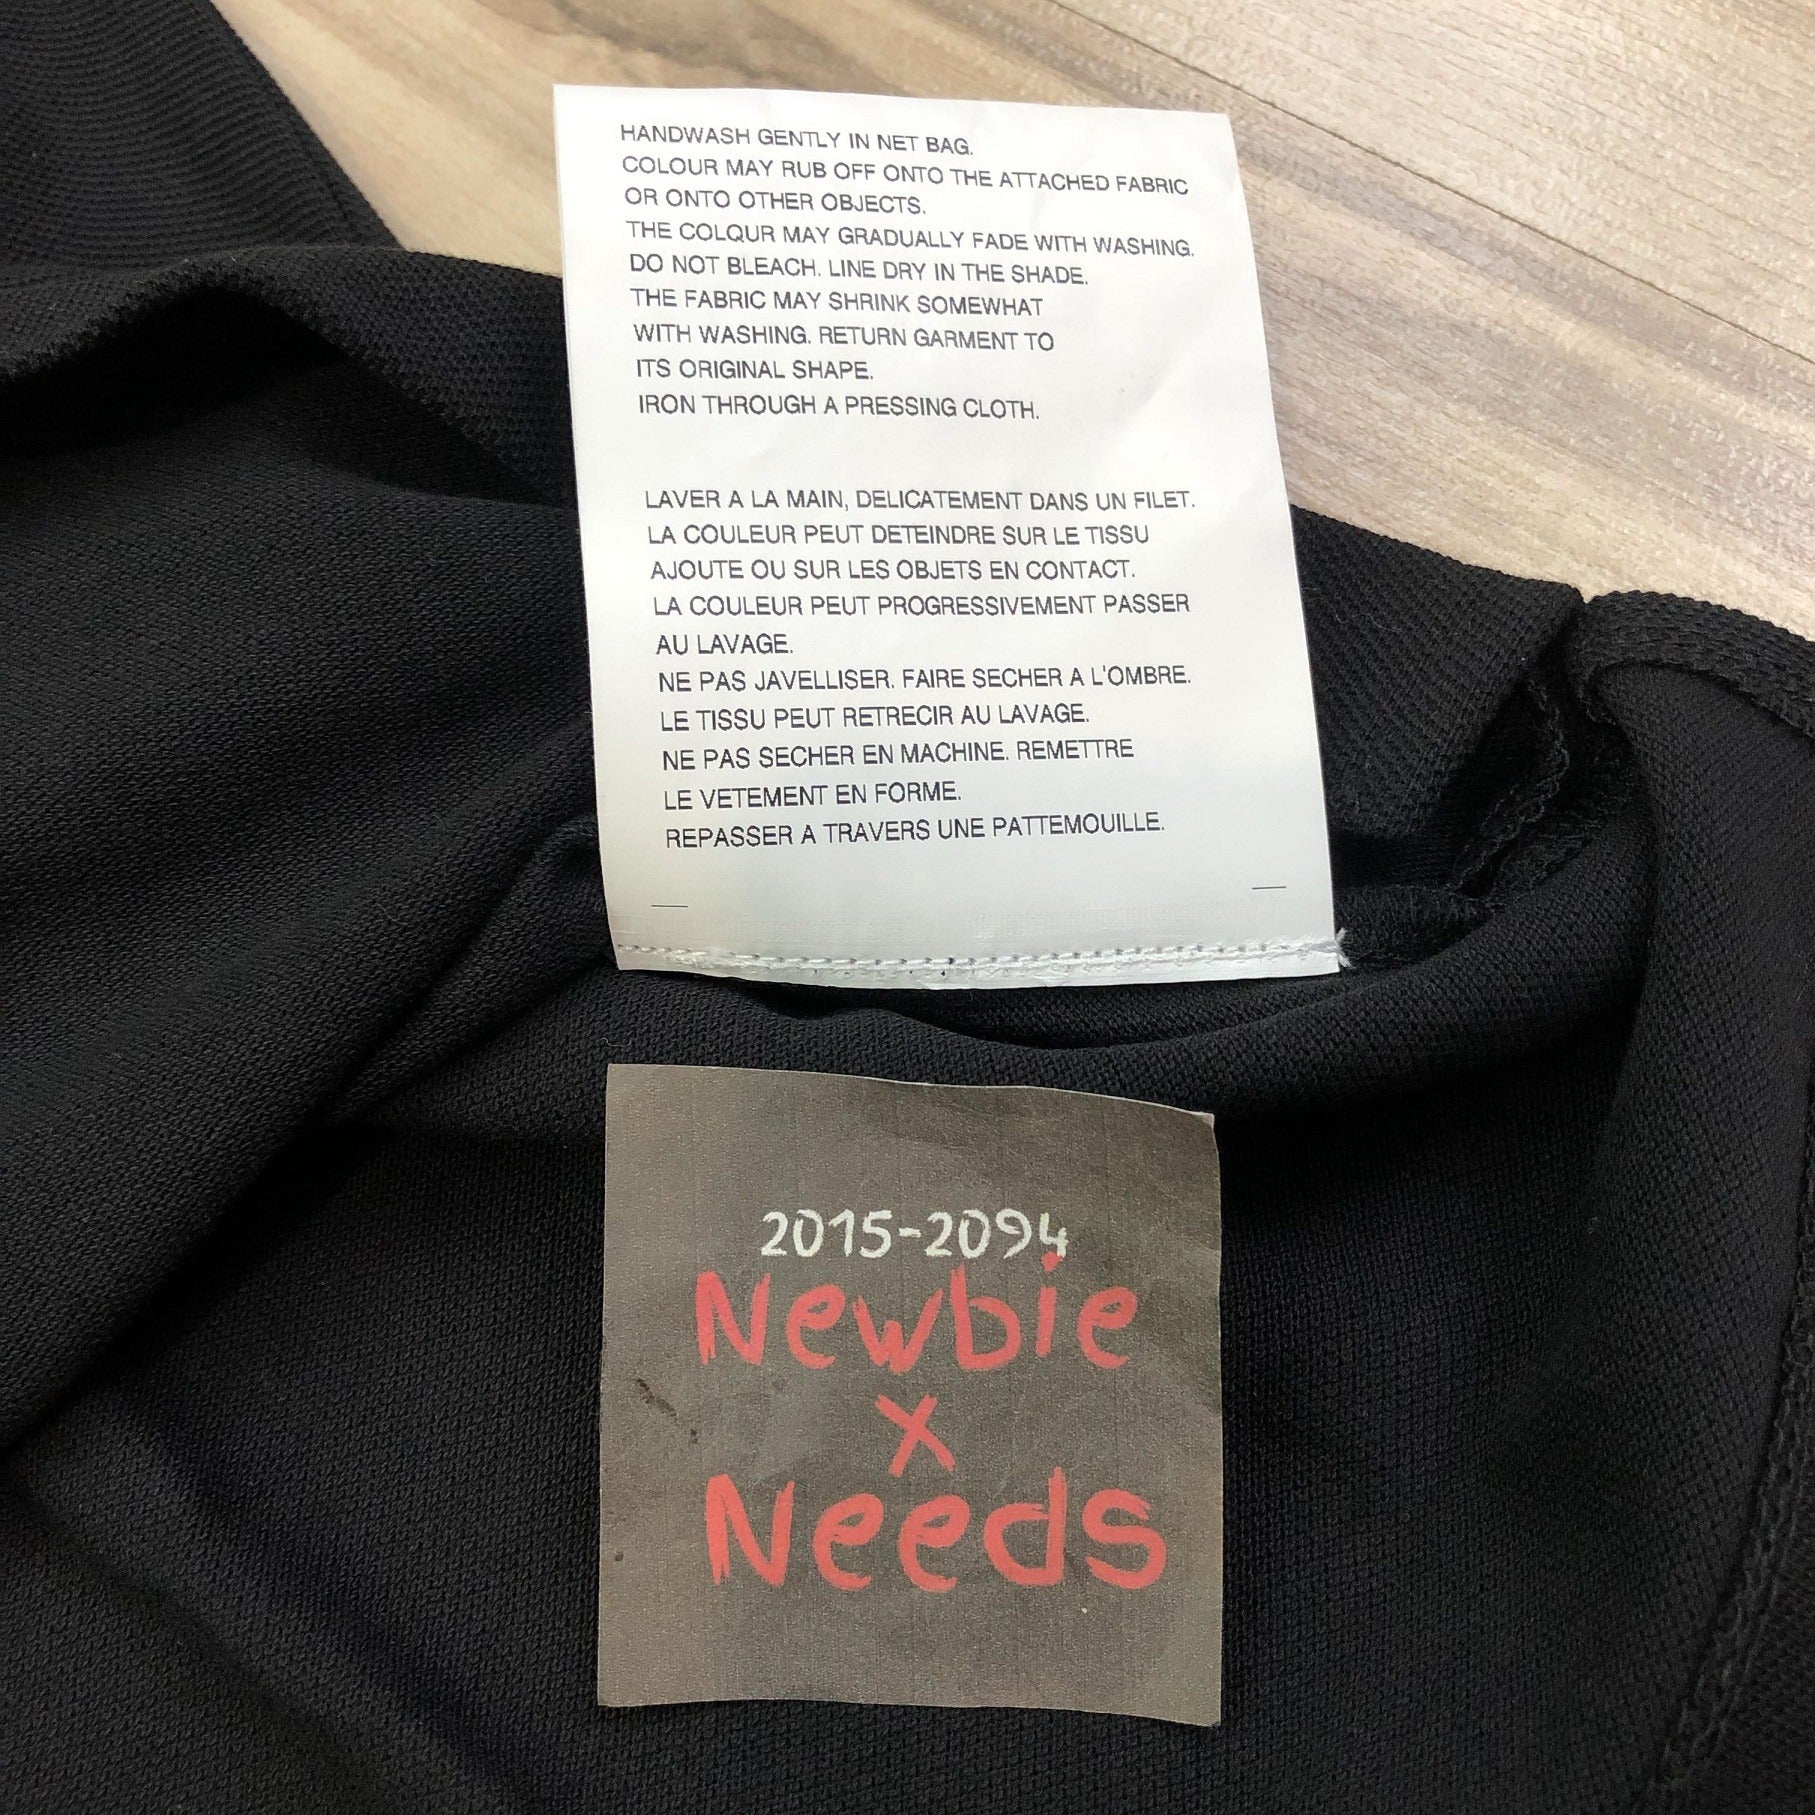 HANDWASH GENTLY IN NET BAG.
COLOUR MAY RUB OFF ONTO THE ATTACHED FABRIC
OR ONTO OTHER OBJECTS.
THE COLOUR MAY GRADUALLY FADE WITH WASHING.
DO NOT BLEACH. LINE DRY IN THE SHADE.
THE FABRIC MAY SHRINK SOMEWHAT
WITH WASHING. RETURN GARMENT TO
ITS ORIGINAL SHAPE.
IRON THROUGH A PRESSING CLOTH.
LAVER A LA MAIN, DELICATEMENT DANS UN FILET.
LA COULEUR PEUT DETEINDRE SUR LE TISSU
AJOUTE OU SUR LES OBJETS EN CONTACT.
LA COULEUR PEUT PROGRESSIVEMENT PASSER
AU LAVAGE.
NE PAS JAVELLISER. FAIRE SECHER A L'OMBRE.
LE TISSU PEUT RETRECIR AU LAVAGE.
NE PAS SECHER EN MACHINE. REMETTRE
LE VETEMENT EN FORME.
REPASSER A TRAVERS UNE PATTEMOUILLE.
2015-2094
Newbie
x
Needs